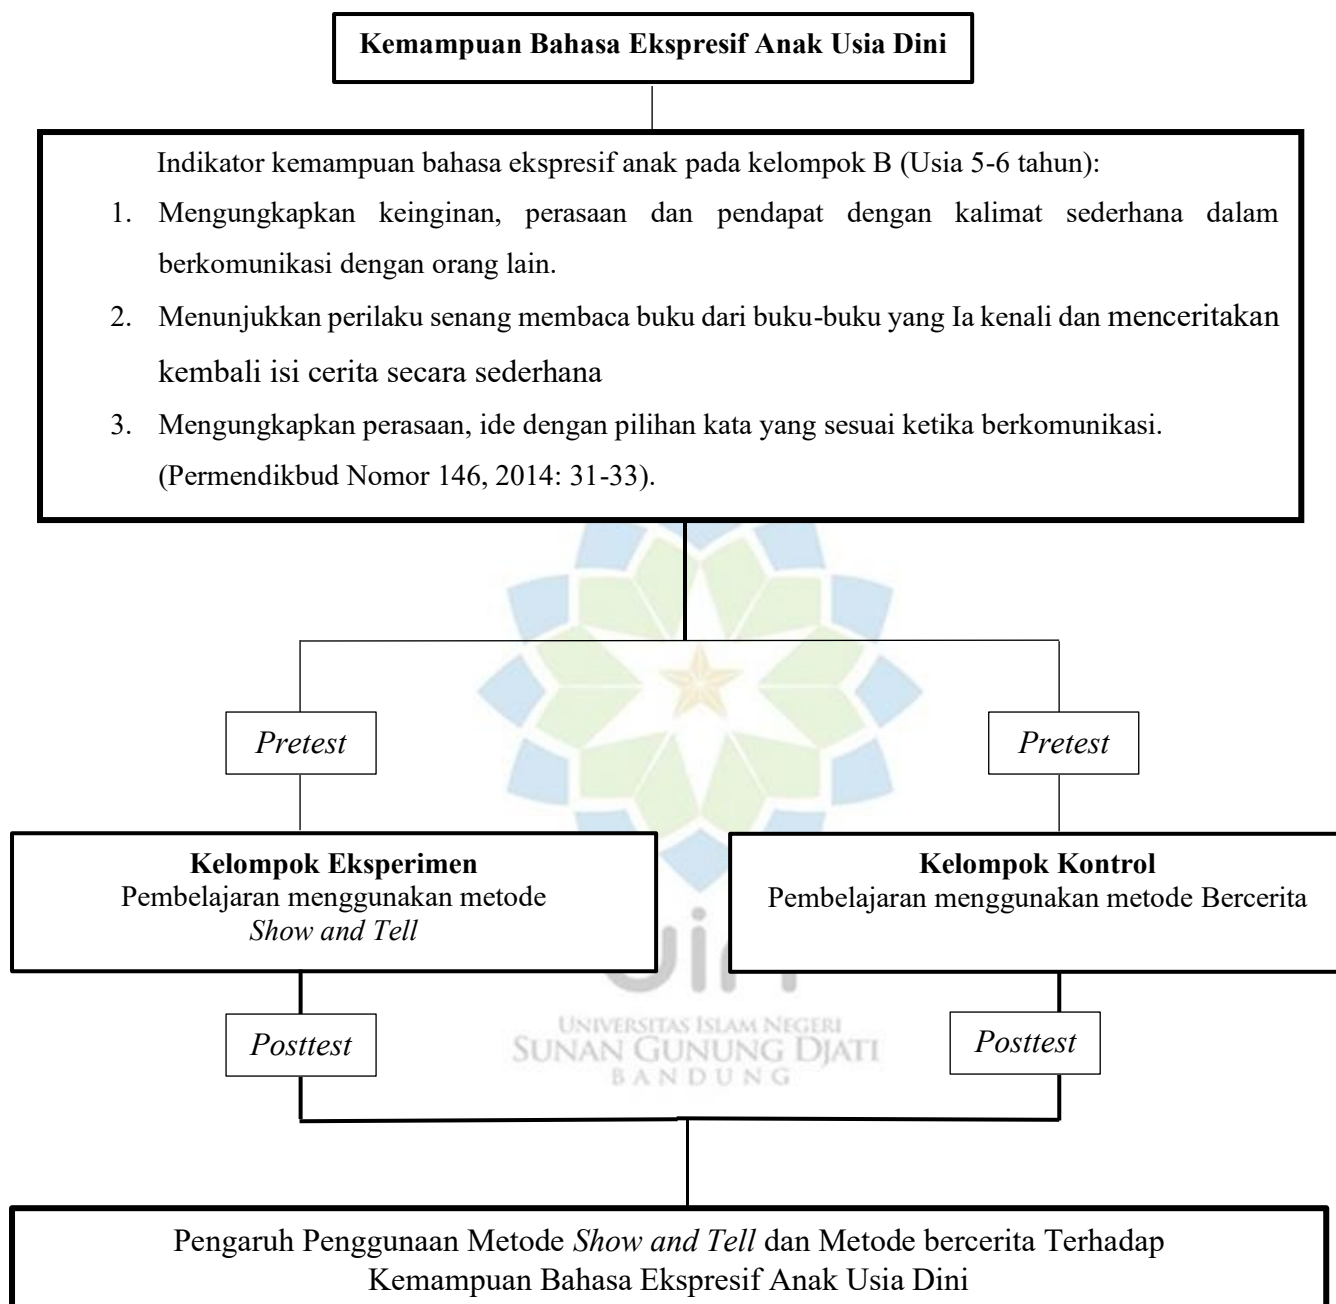 Kemampuan Bahasa Ekspresif Anak Usia Dini
Indikator kemampuan bahasa ekspresif anak pada kelompok B (Usia 5-6 tahun):
1. Mengungkapkan keinginan, perasaan dan pendapat dengan kalimat sederhana dalam
berkomunikasi dengan orang lain.
2. Menunjukkan perilaku senang membaca buku dari buku-buku yang Ia kenali dan menceritakan
kembali isi cerita secara sederhana
3. Mengungkapkan perasaan, ide dengan pilihan kata yang sesuai ketika berkomunikasi.
(Permendikbud Nomor 146, 2014: 31-33).
Pretest
Pretest
Kelompok Eksperimen
Pembelajaran menggunakan metode
Show and Tell
Kelompok Kontrol
Pembelajaran menggunakan metode Bercerita
uin
UNIVERSITAS ISLAM NEGERI
SUNAN GUNUNG DJATI
BANDUNG
Posttest
Posttest
Pengaruh Penggunaan Metode Show and Tell dan Metode bercerita Terhadap
Kemampuan Bahasa Ekspresif Anak Usia Dini